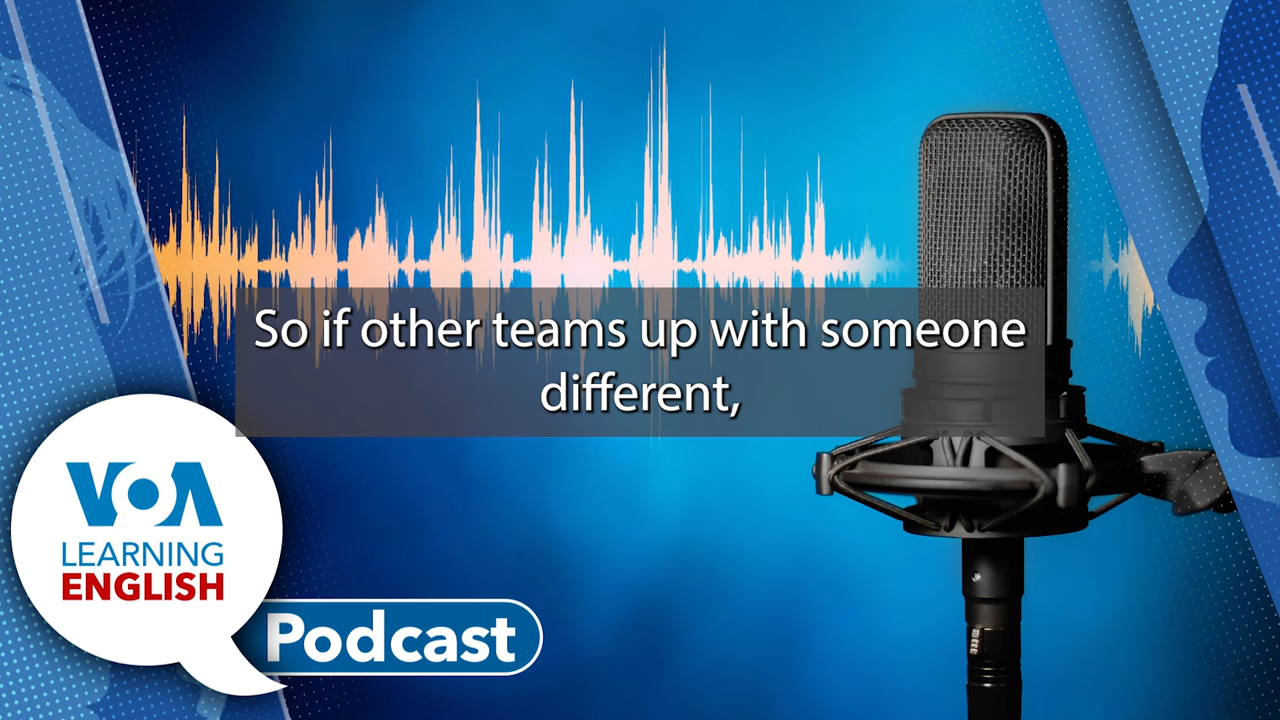 So if other teams up with someone
different,
VOA
LEARNING
ENGLISH
Podcast